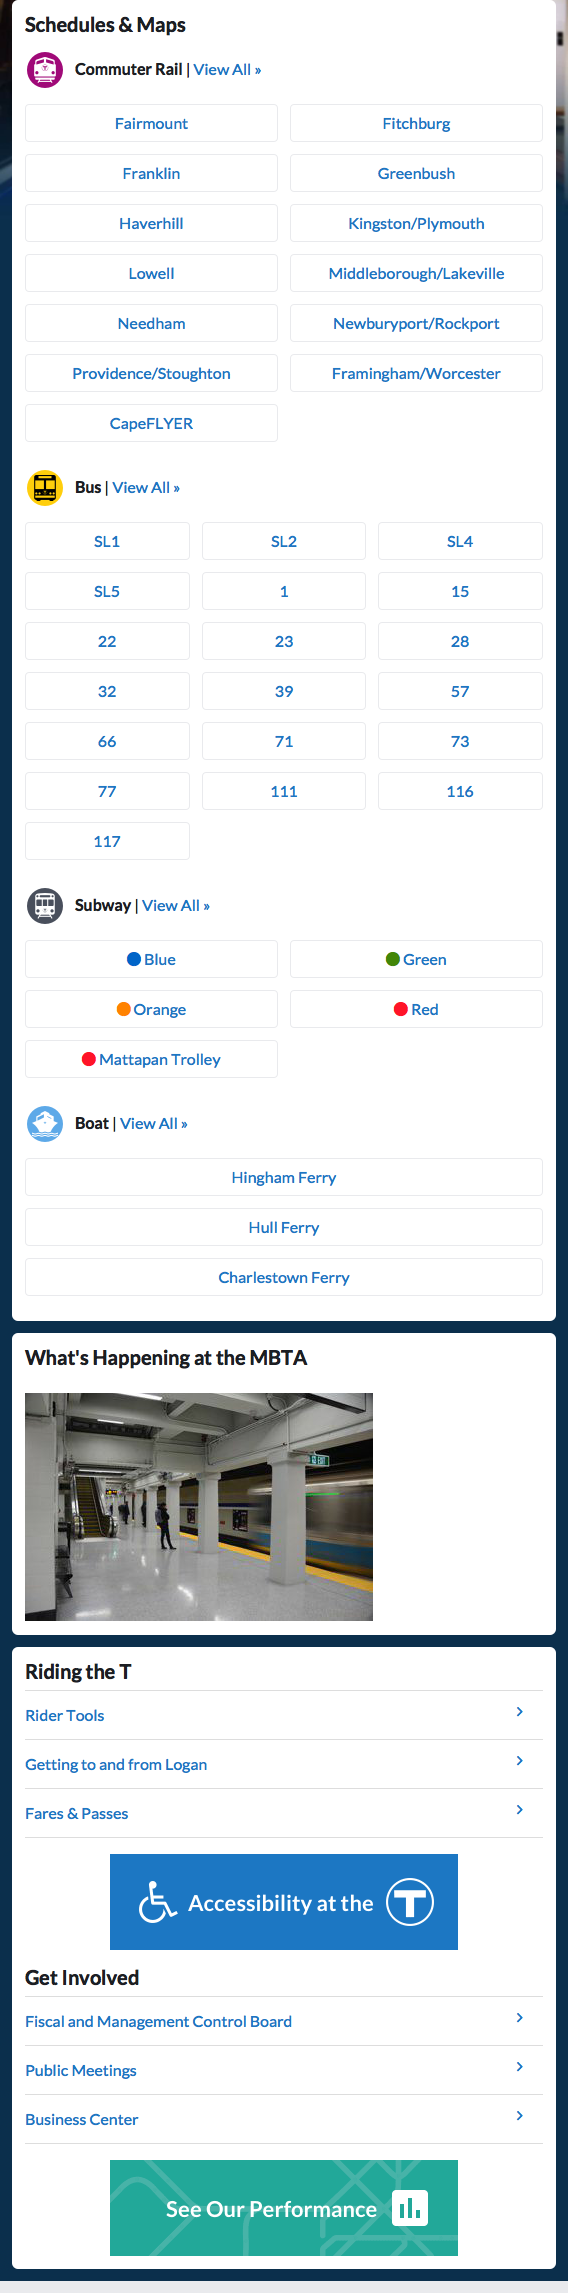 Schedules & Maps
Commuter Rail | View All »
Fairmount Fitchburg
Franklin Greenbush
Haverhill Kingston/Plymouth
Lowell Middleborough/Lakeville
Needham Newburyport/Rockport
Providence/Stoughton Framingham/Worcester
CapeFLYER
Bus | View All »
SL1 SL2 SL4
SL5 1 15
22 23 28
32 39 57
66 71 73
77 111 116
117
Subway | View All »
Blue Green
Orange Red
Mattapan Trolley
Boat | View All »
Hingham Ferry
Hull Ferry
Charlestown Ferry
What's Happening at the MBTA
EXIT
Riding the T
Rider Tools
Getting to and from Logan
Fares & Passes
Accessibility at the T
Get Involved
Fiscal and Management Control Board
Public Meetings
Business Center
See Our Performance